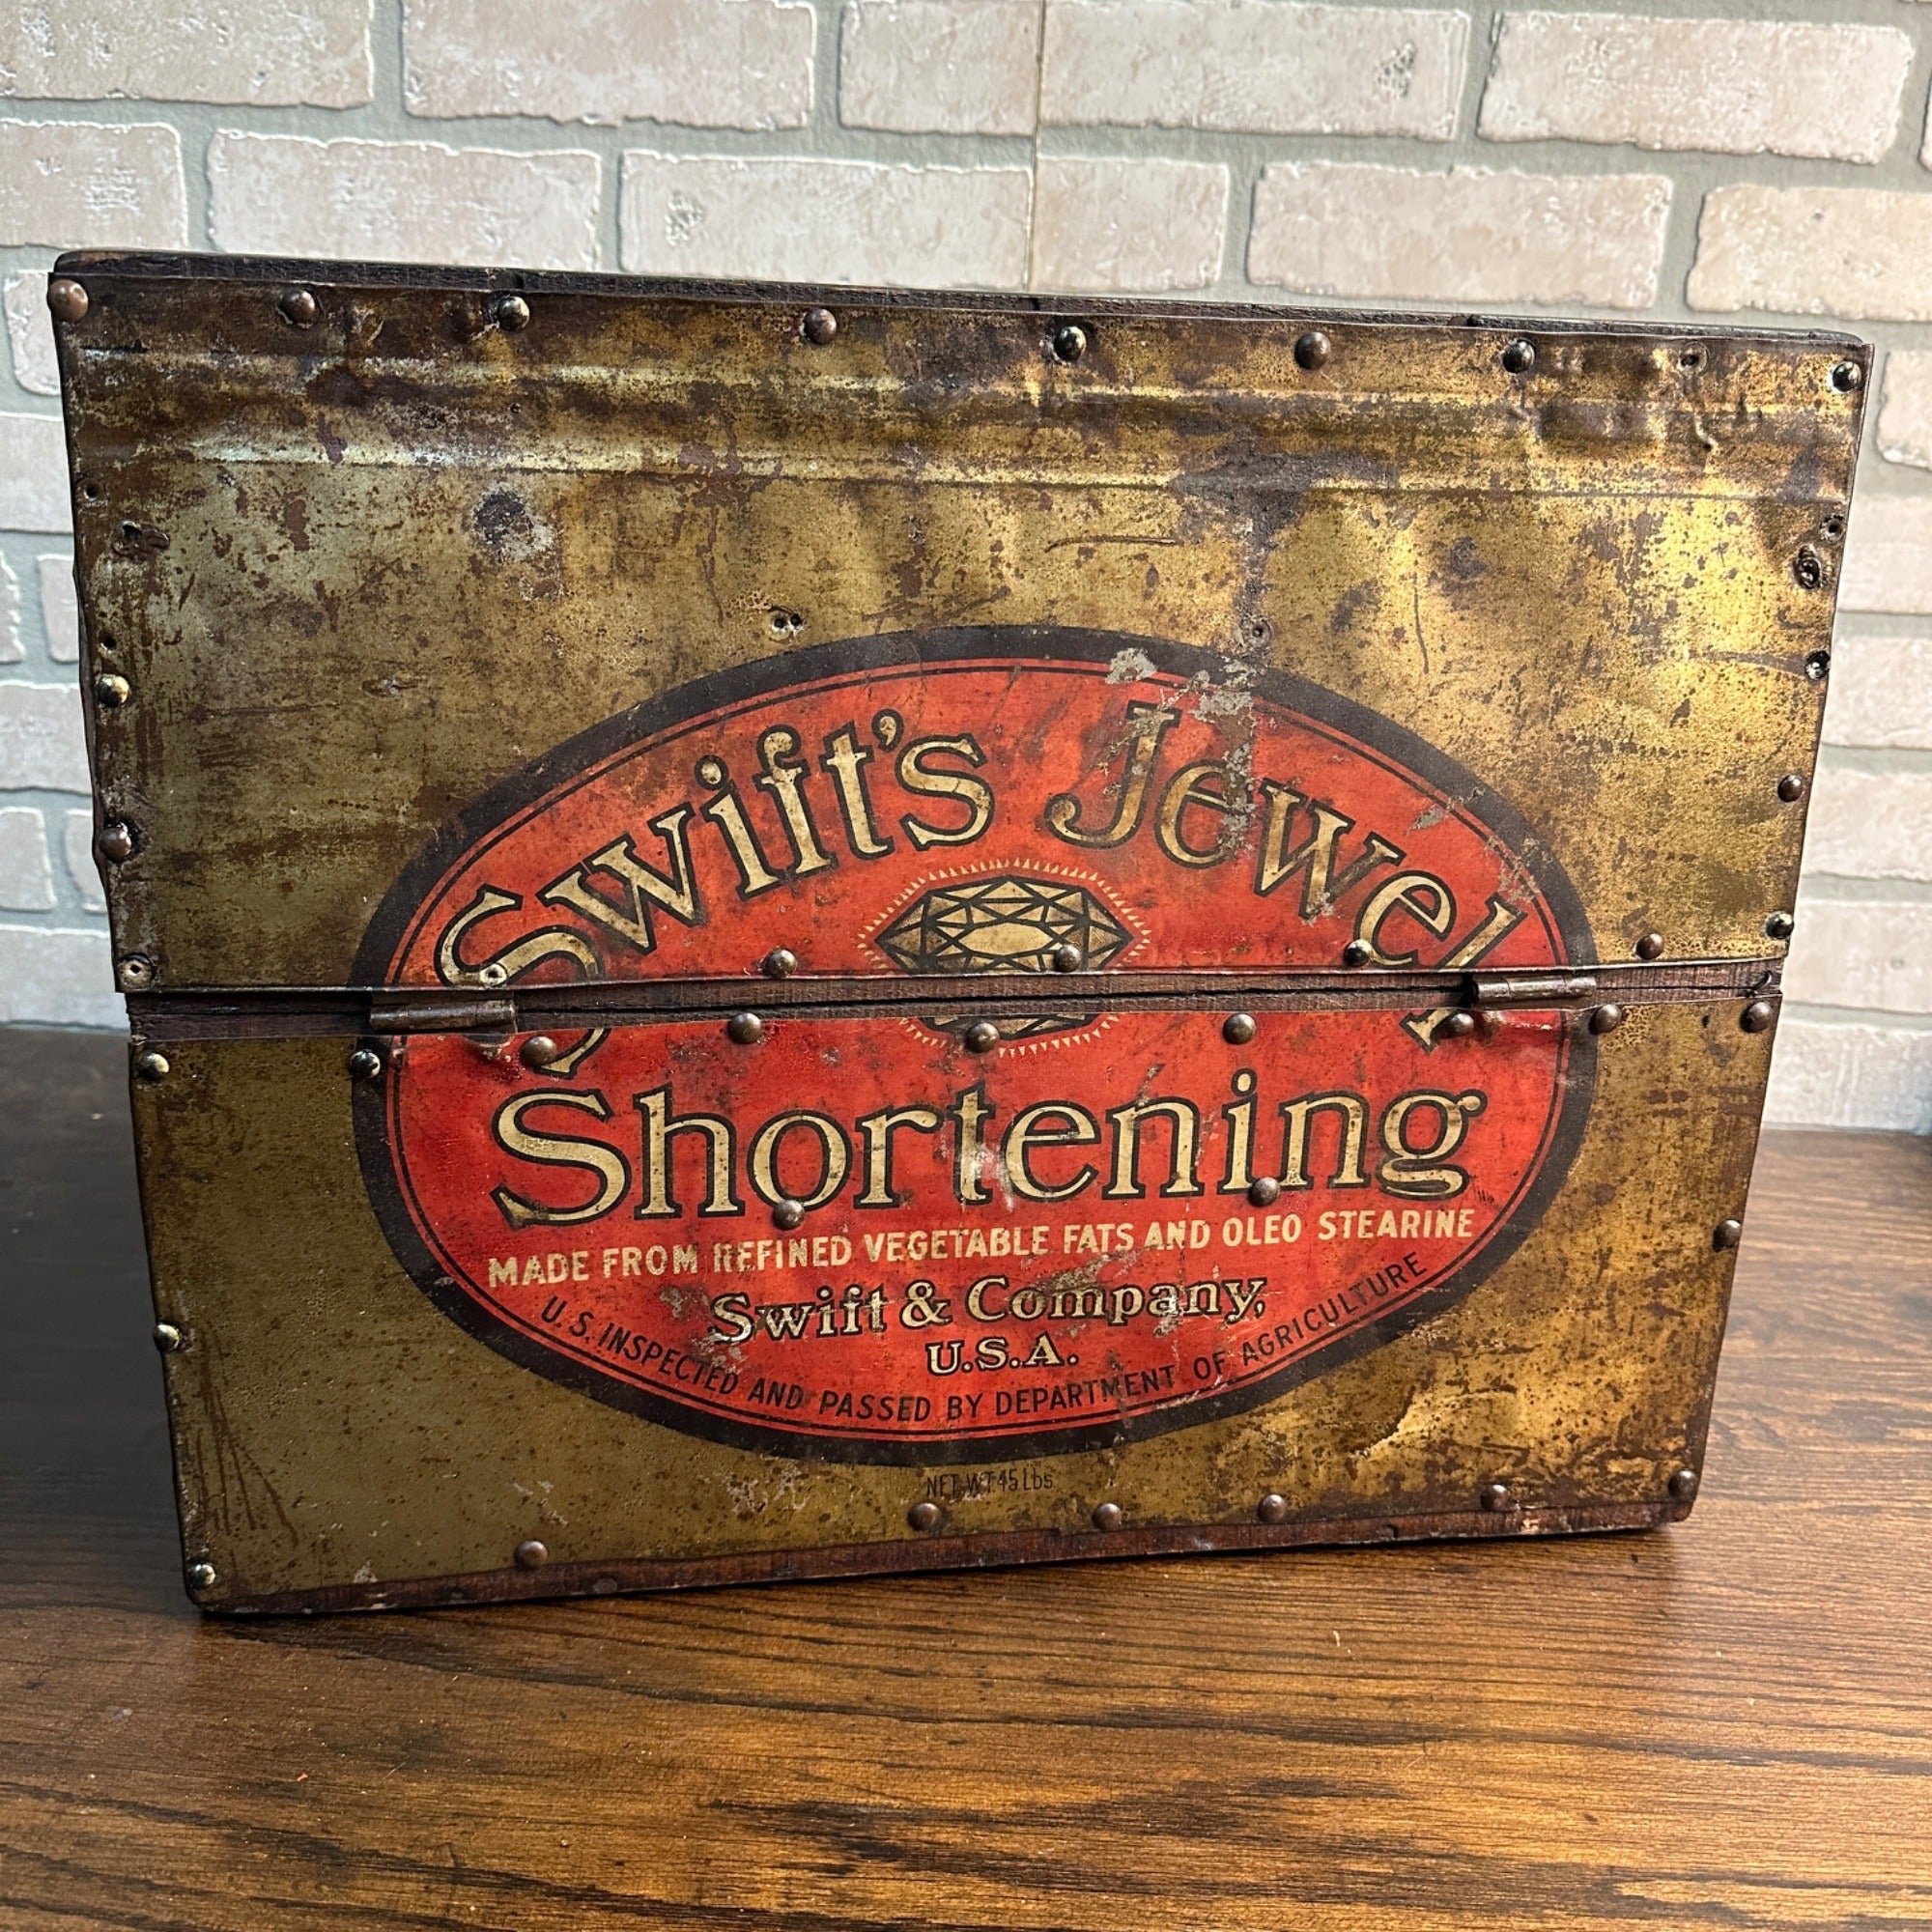 Swift's Jewel
Shortening
MADE FROM REFINED VEGETABLE FATS AND OLEO STEARINE
Swift & Company,
U.S.A.
U.S. INSPECTED AND PASSED BY DEPARTMENT OF AGRICULTURE
NET WT 45 Lbs